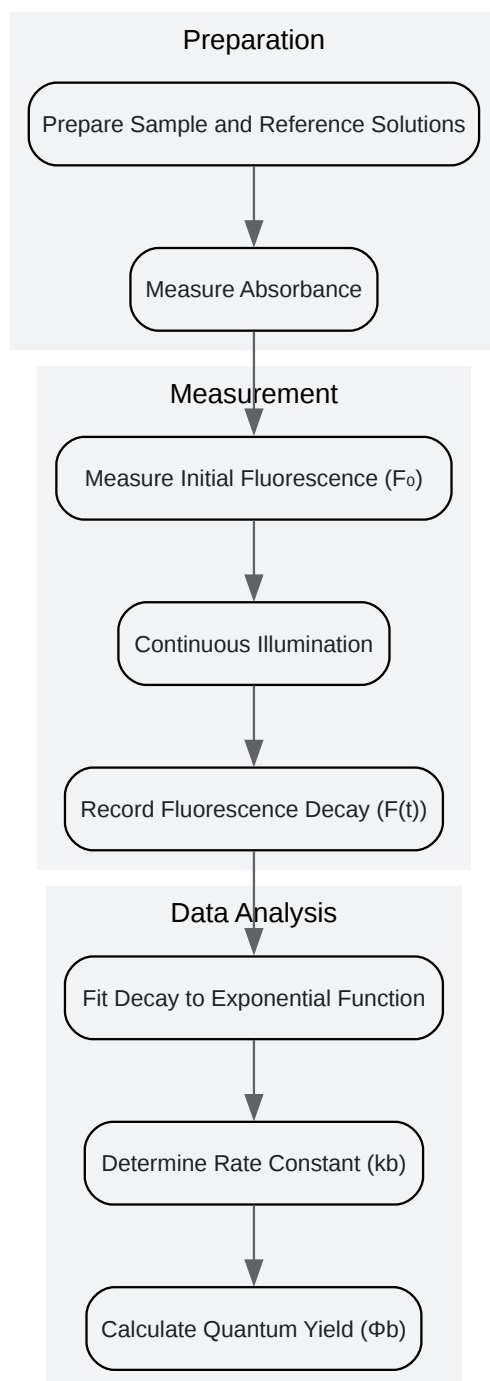 Preparation
Prepare Sample and Reference Solutions
Measure Absorbance
Measurement
Measure Initial Fluorescence (F₀)
Continuous Illumination
Record Fluorescence Decay (F(t))
Data Analysis
Fit Decay to Exponential Function
Determine Rate Constant (kb)
Calculate Quantum Yield (Φb)